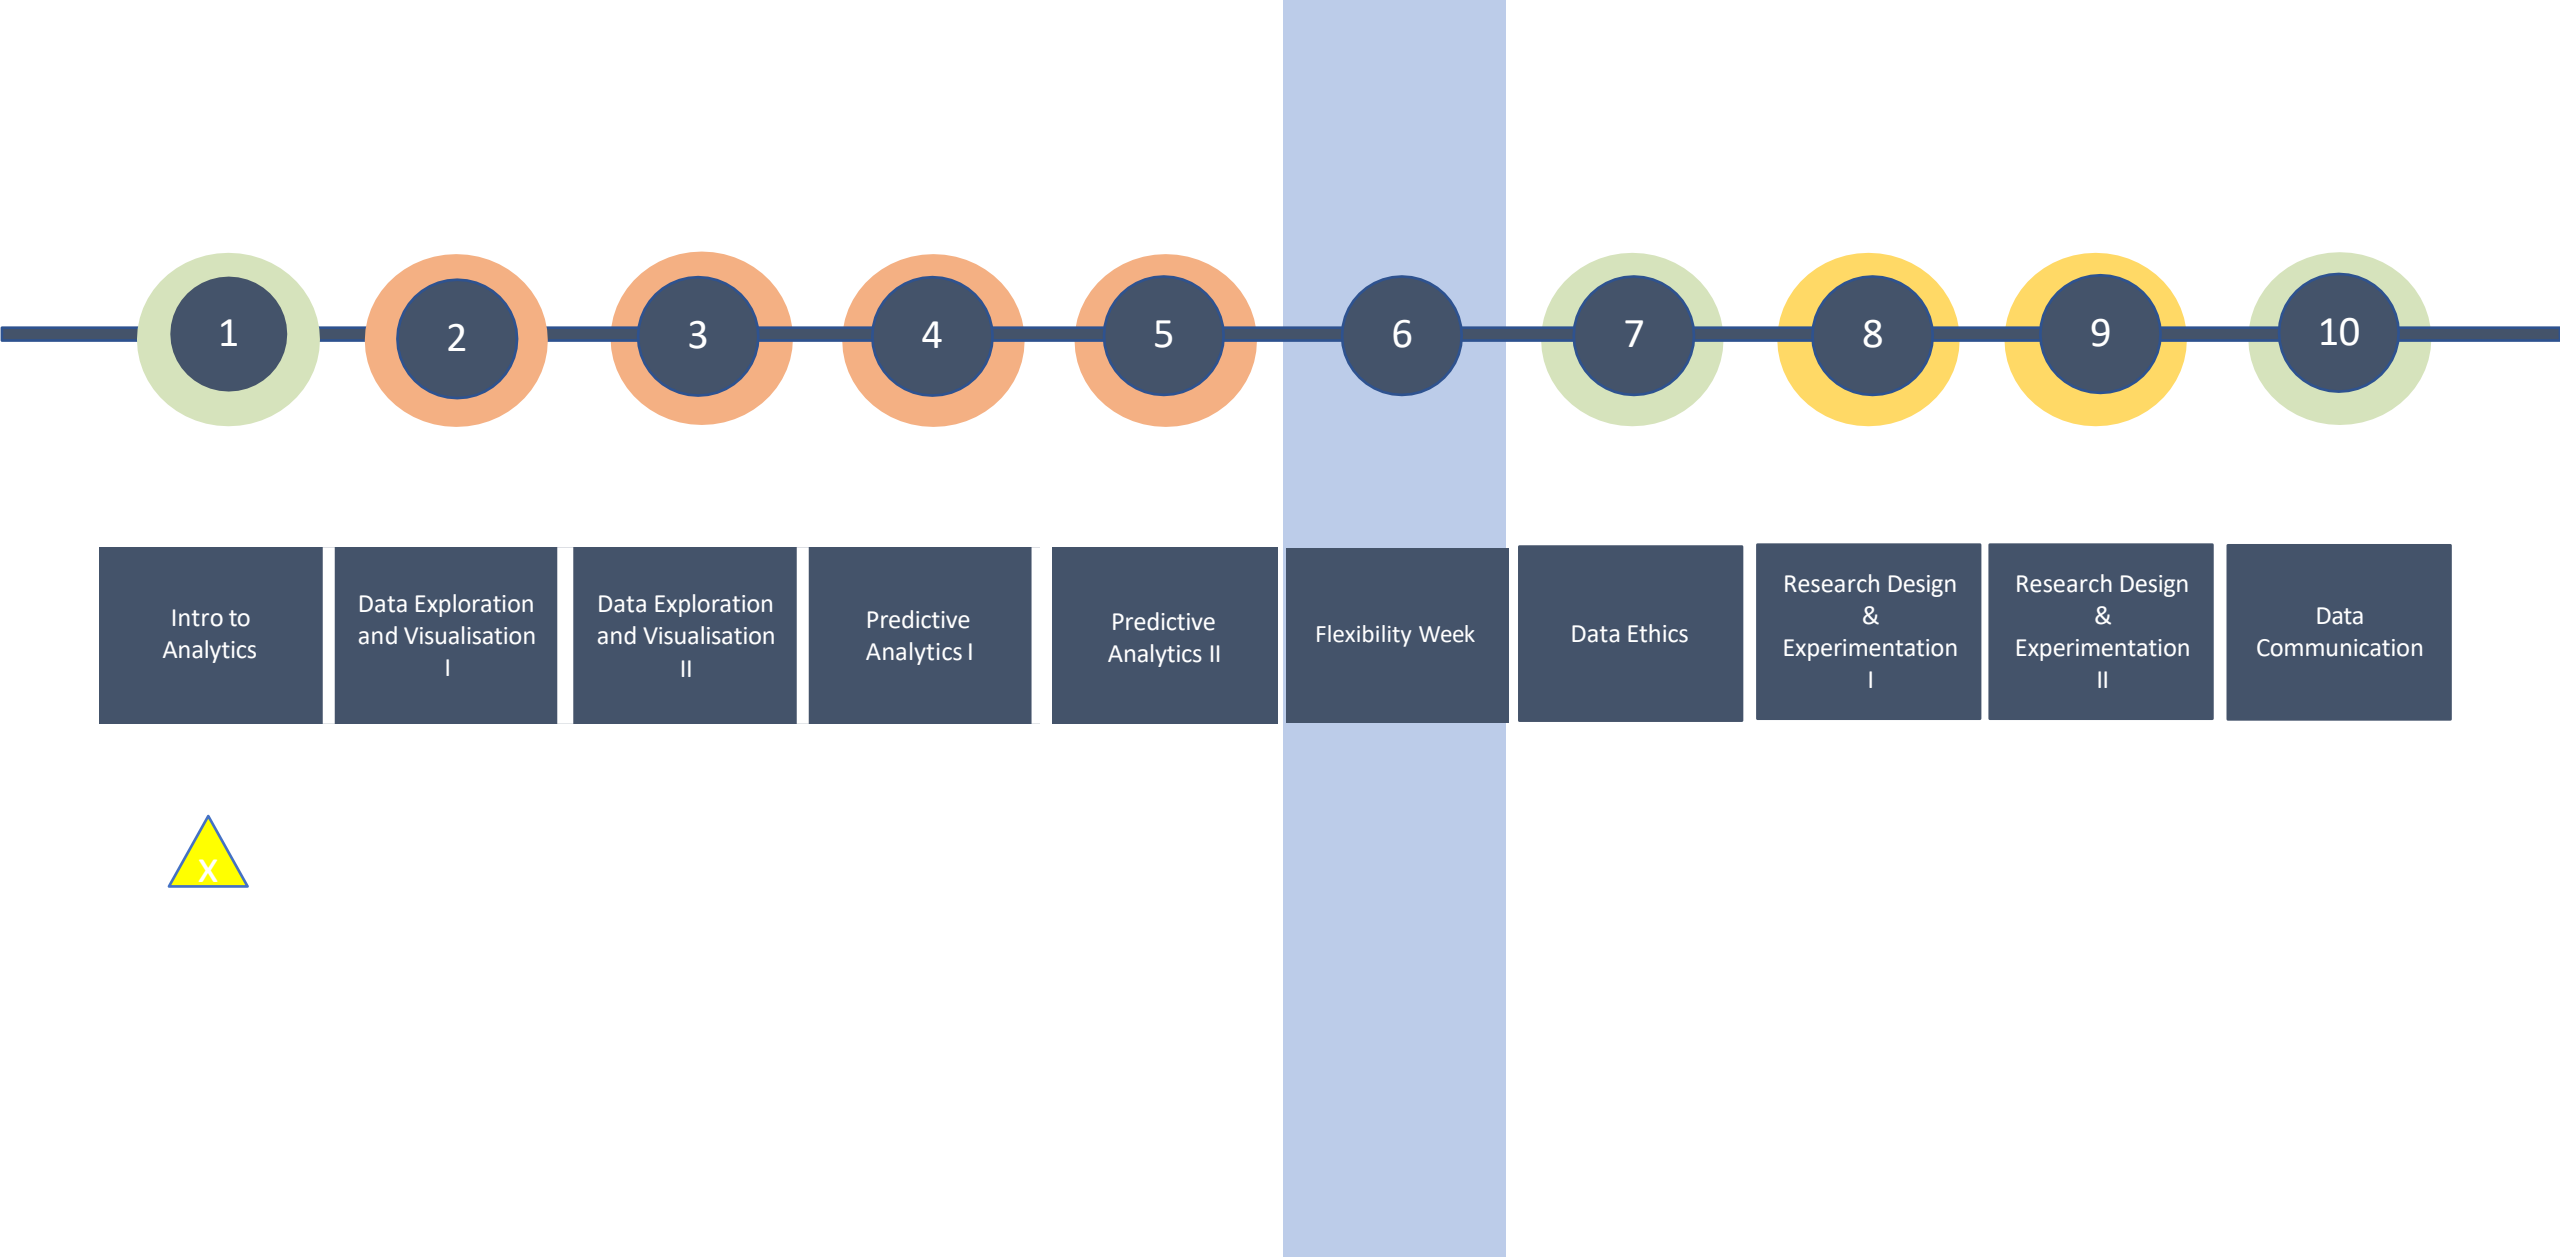 1
2
3
4
5
6
7
8
9
10
Intro to
Analytics
Data Exploration
and Visualisation
I
Data Exploration
and Visualisation
II
Predictive
Analytics I
Predictive
Analytics II
Flexibility Week
Data Ethics
Research Design
&
Experimentation
I
Research Design
&
Experimentation
II
Data
Communication
X